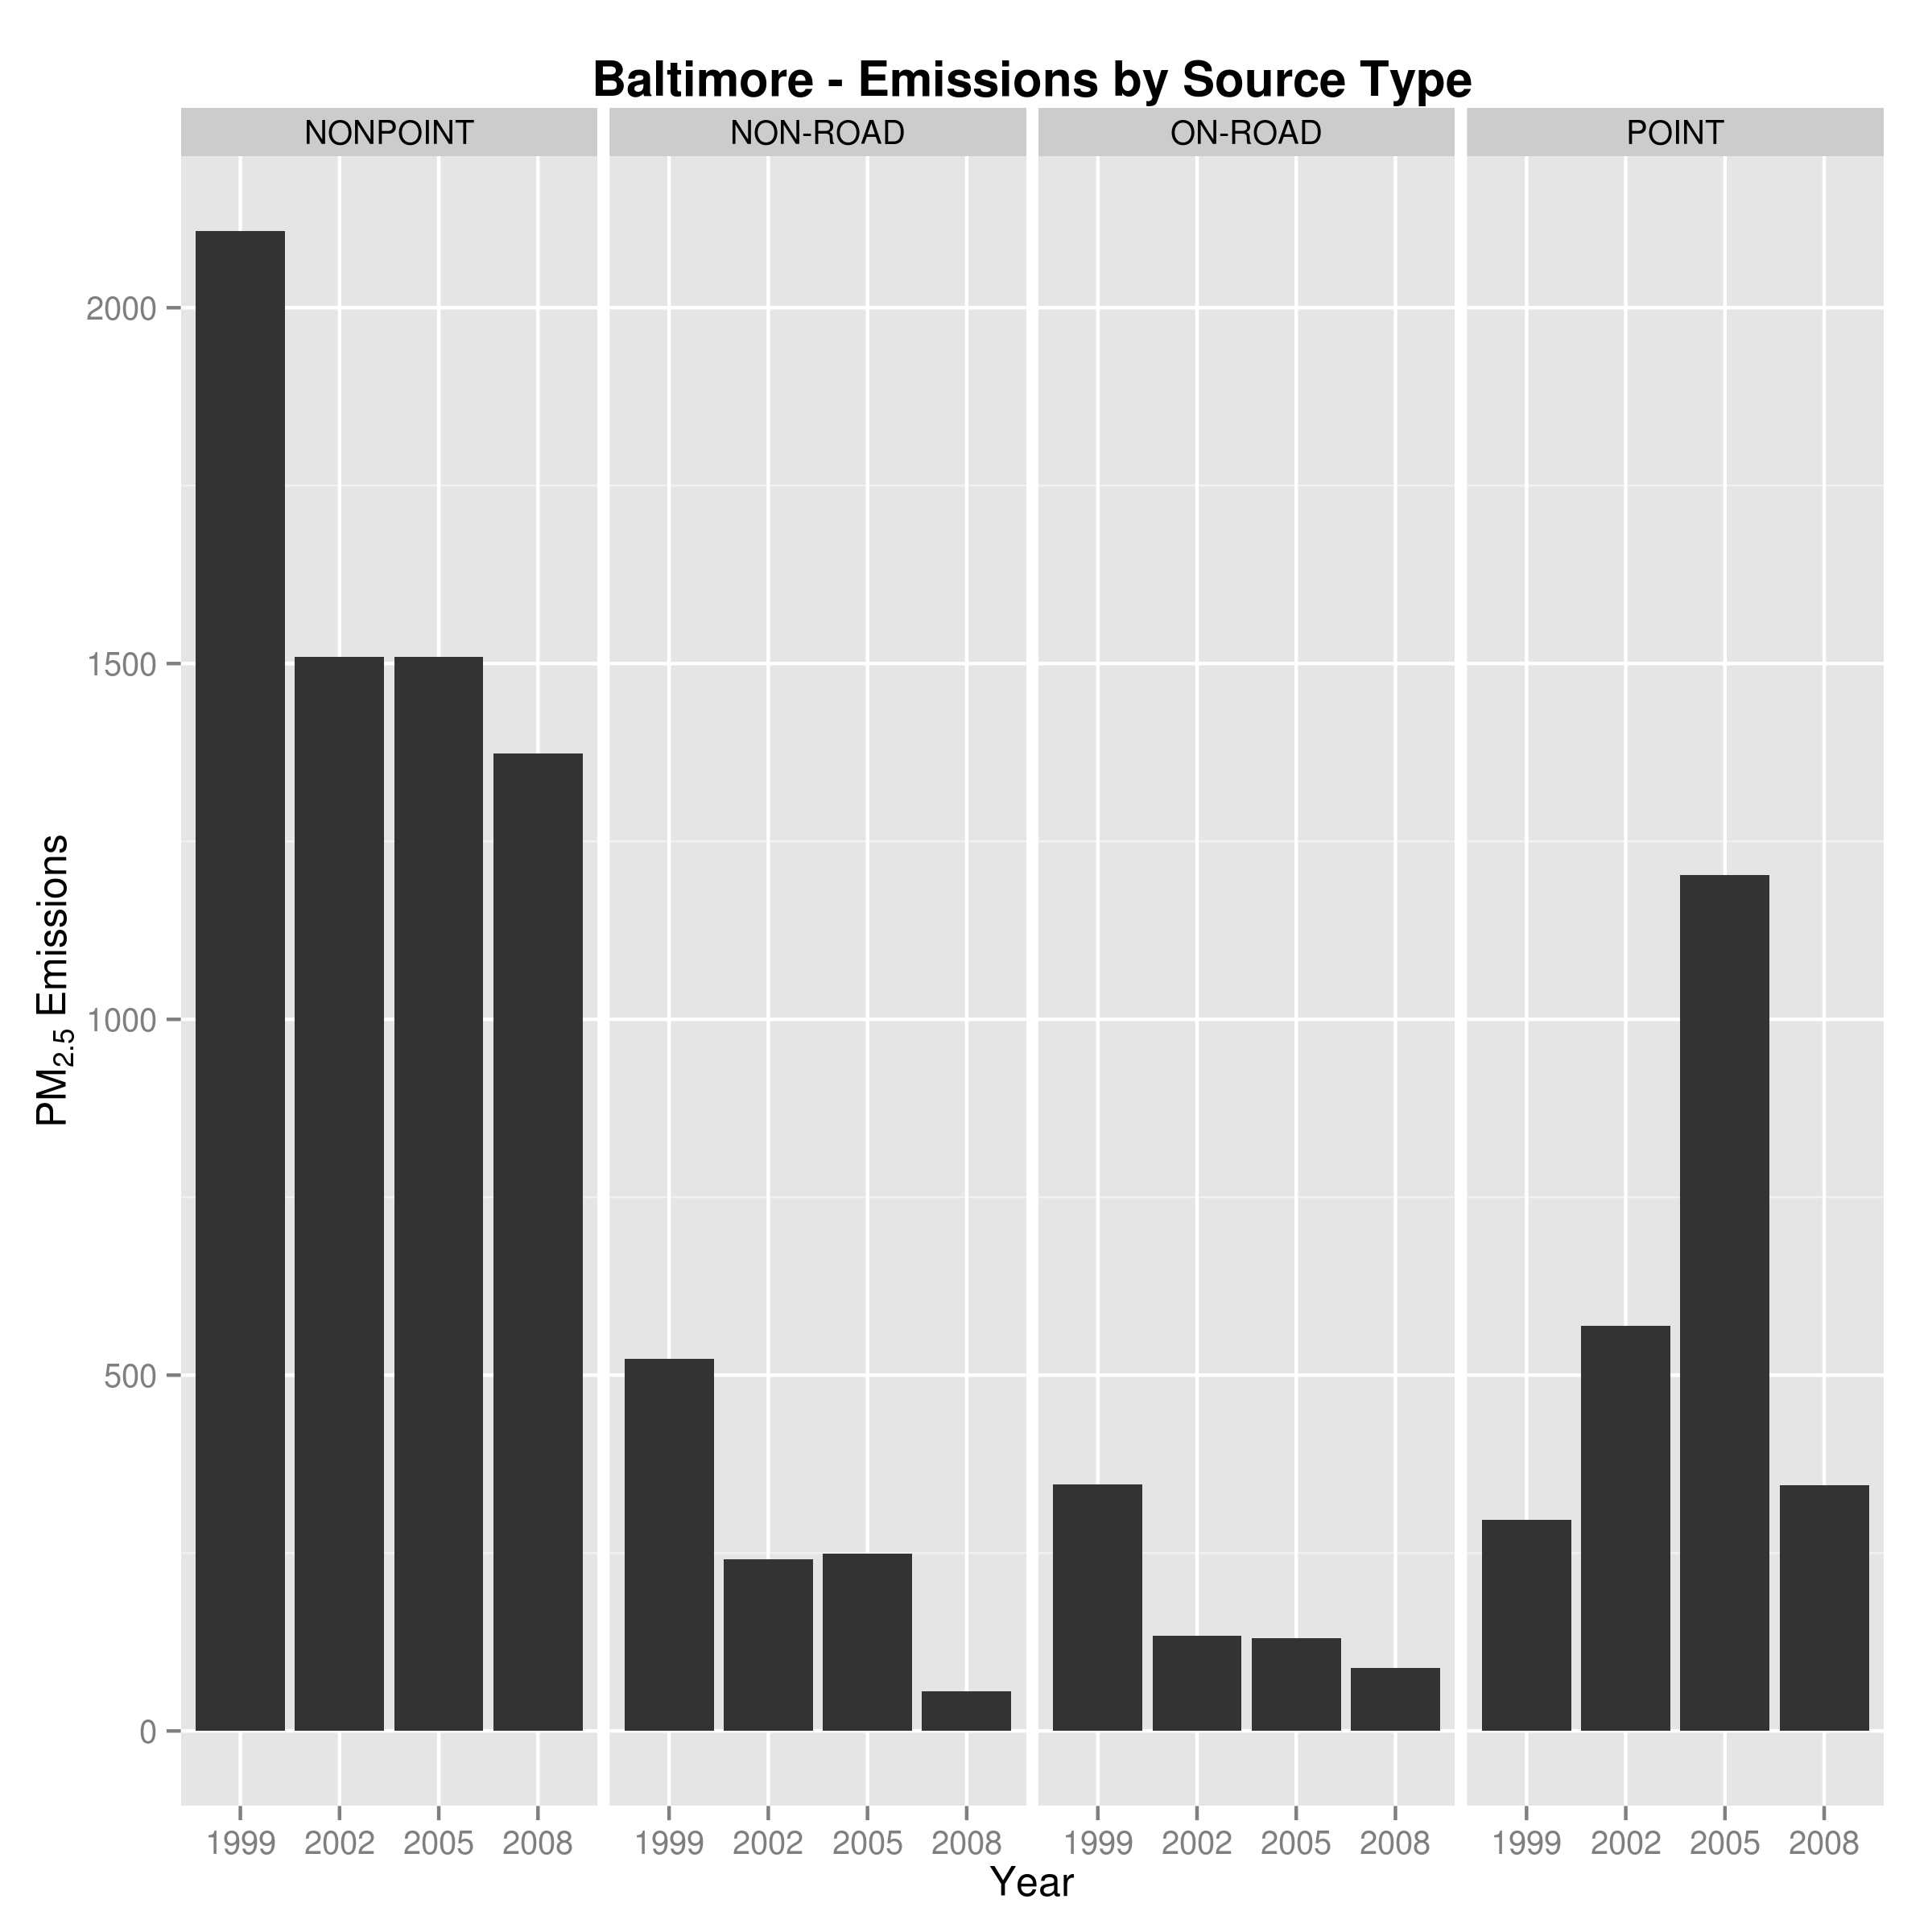 Baltimore - Emissions by Source Type
NONPOINT NON-ROAD ON-ROAD POINT
PM2.5 Emissions
2000
1500
1000
500
0
1999 2002 2005 2008 1999 2002 2005 2008 1999 2002 2005 2008 1999 2002 2005 2008
Year